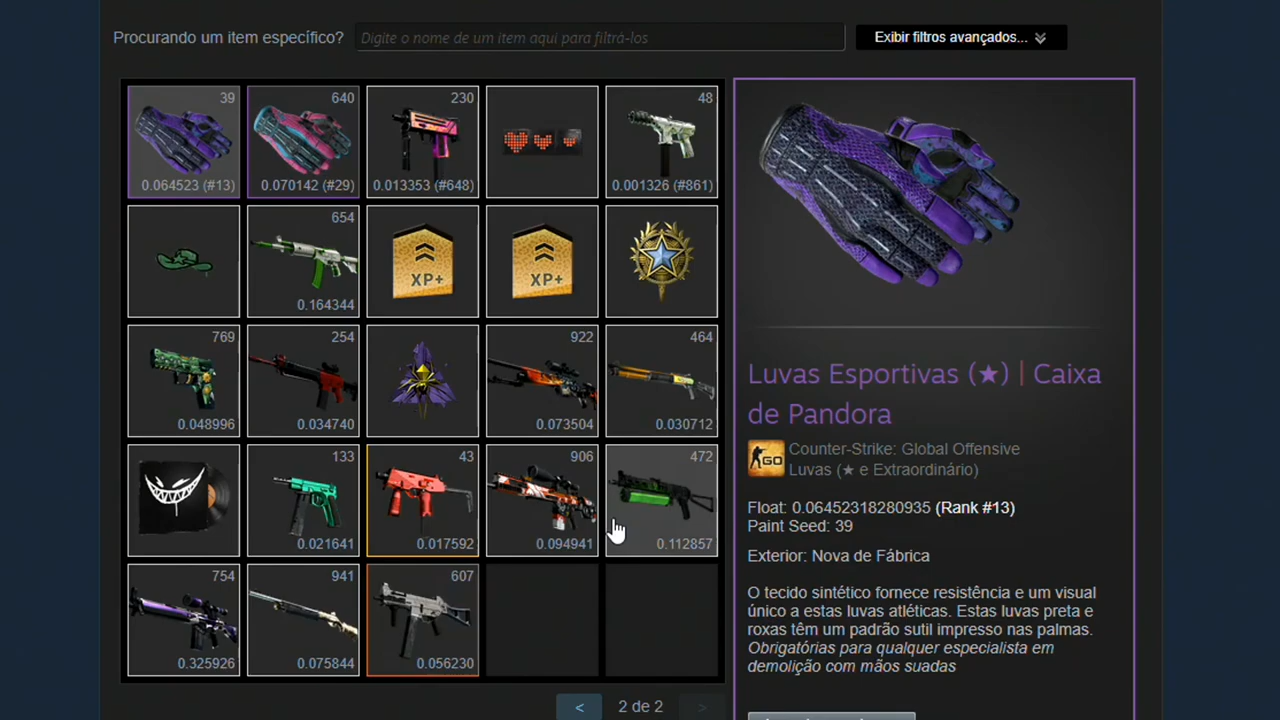 Procurando um item específico?
Digite o nome de um item aqui para filtrá-los
Exibir filtros avançados...
39
0.064523 (#13)
640
0.070142 (#29)
230
0.013353 (#648)
48
0.001326 (#861)
654
0.164344
XP+
XP+
769
0.048996
254
0.034740
922
0.073504
464
0.030712
133
0.021641
43
0.017592
906
0.094941
472
0.112857
754
0.325926
941
0.075844
607
0.056230
<
2 de 2
>
Luvas Esportivas (★) | Caixa
de Pandora
GO
Counter-Strike: Global Offensive
Luvas (★ e Extraordinário)
Float: 0.06452318280935 (Rank #13)
Paint Seed: 39
Exterior: Nova de Fábrica
O tecido sintético fornece resistência e um visual
único a estas luvas atléticas. Estas luvas preta e
roxas têm um padrão sutil impresso nas palmas.
Obrigatórias para qualquer especialista em
demolição com mãos suadas